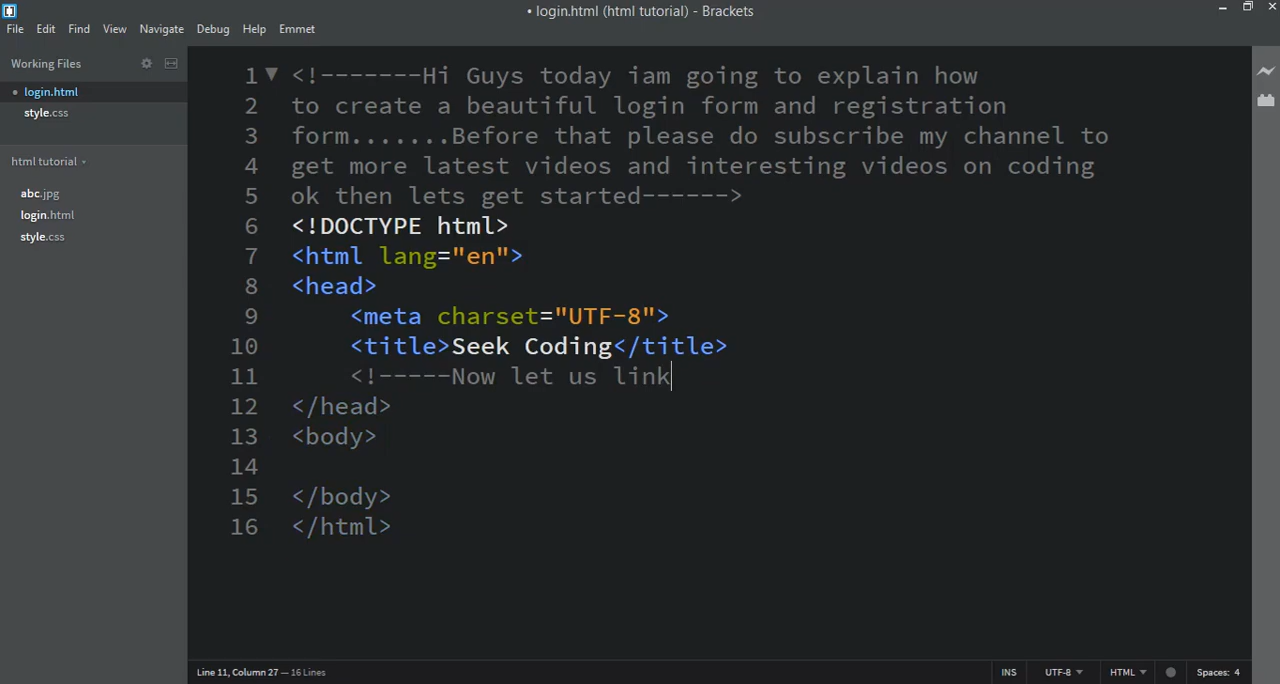 • login.html (html tutorial) - Brackets
File Edit Find View Navigate Debug Help Emmet
Working Files
• login.html
style.css
html tutorial
abc.jpg
login.html
style.css
1 <!-------Hi Guys today iam going to explain how
2 to create a beautiful login form and registration
3 form.......Before that please do subscribe my channel to
4 get more latest videos and interesting videos on coding
5 ok then lets get started------>
6 <!DOCTYPE html>
7 <html lang="en">
8 <head>
9 <meta charset="UTF-8">
10 <title>Seek Coding</title>
11 <!-----Now let us link
12 </head>
13 <body>
14
15 </body>
16 </html>
Line 11, Column 27 — 16 Lines
INS UTF-8 HTML Spaces: 4